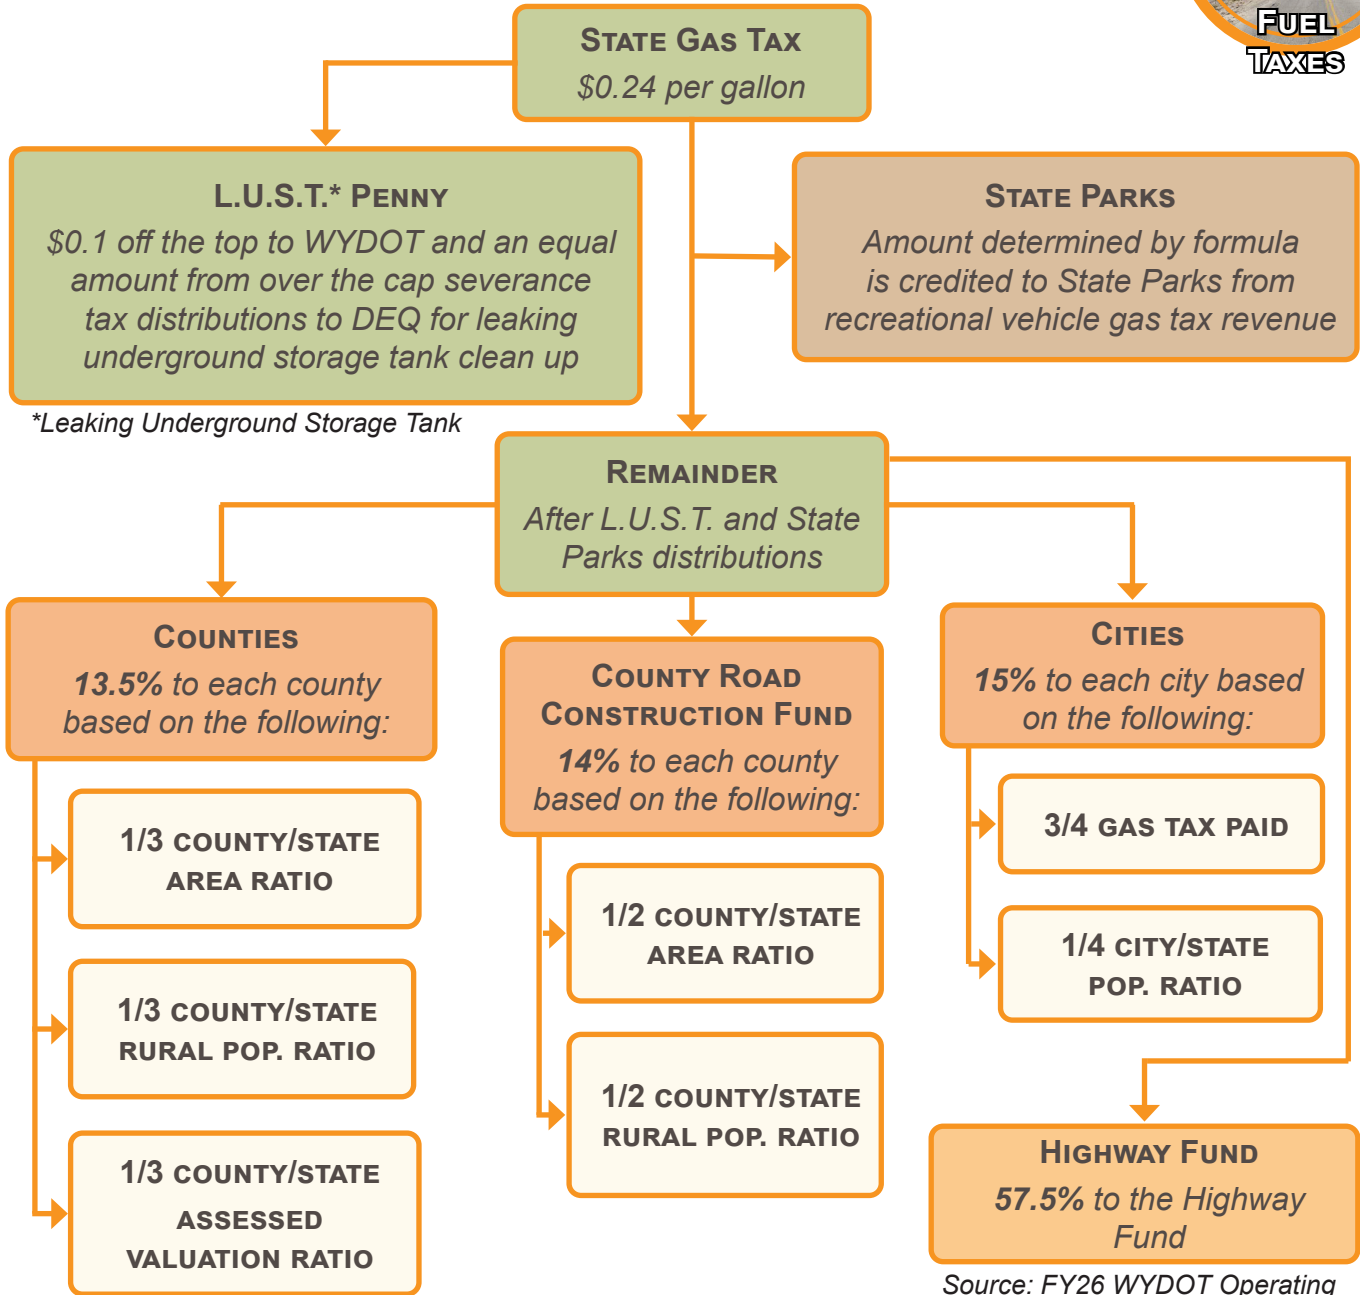 FUEL
TAXES
STATE GAS TAX
$0.24 per gallon
L.U.S.T.* PENNY
$0.1 off the top to WYDOT and an equal
amount from over the cap severance
tax distributions to DEQ for leaking
underground storage tank clean up
*Leaking Underground Storage Tank
STATE PARKS
Amount determined by formula
is credited to State Parks from
recreational vehicle gas tax revenue
REMAINDER
After L.U.S.T. and State
Parks distributions
COUNTIES
13.5% to each county
based on the following:
1/3 COUNTY/STATE
AREA RATIO
1/3 COUNTY/STATE
RURAL POP. RATIO
1/3 COUNTY/STATE
ASSESSED
VALUATION RATIO
COUNTY ROAD
CONSTRUCTION FUND
14% to each county
based on the following:
1/2 COUNTY/STATE
AREA RATIO
1/2 COUNTY/STATE
RURAL POP. RATIO
CITIES
15% to each city based
on the following:
3/4 GAS TAX PAID
1/4 CITY/STATE
POP. RATIO
HIGHWAY FUND
57.5% to the Highway
Fund
Source: FY26 WYDOT Operating